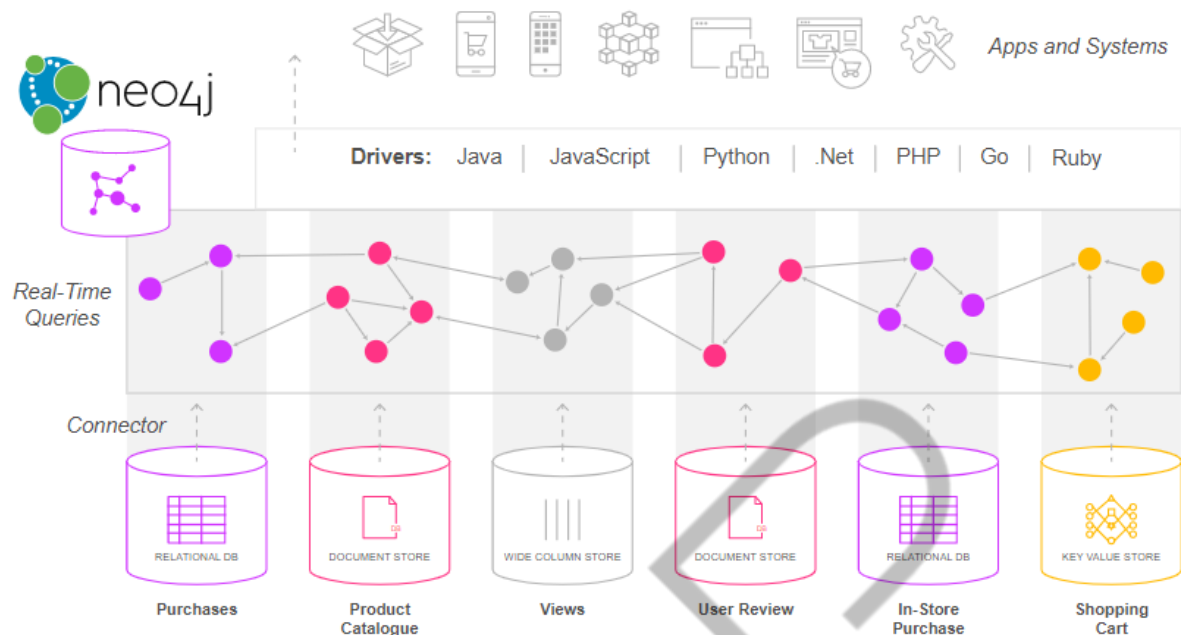 Apps and Systems
neo4j
Drivers: Java | JavaScript | Python | .Net | PHP | Go | Ruby
Real-Time
Queries
Connector
RELATIONAL DB
DOCUMENT STORE
WIDE COLUMN STORE
DOCUMENT STORE
RELATIONAL DB
KEY VALUE STORE
Purchases
Product
Catalogue
Views
User Review
In-Store
Purchase
Shopping
Cart